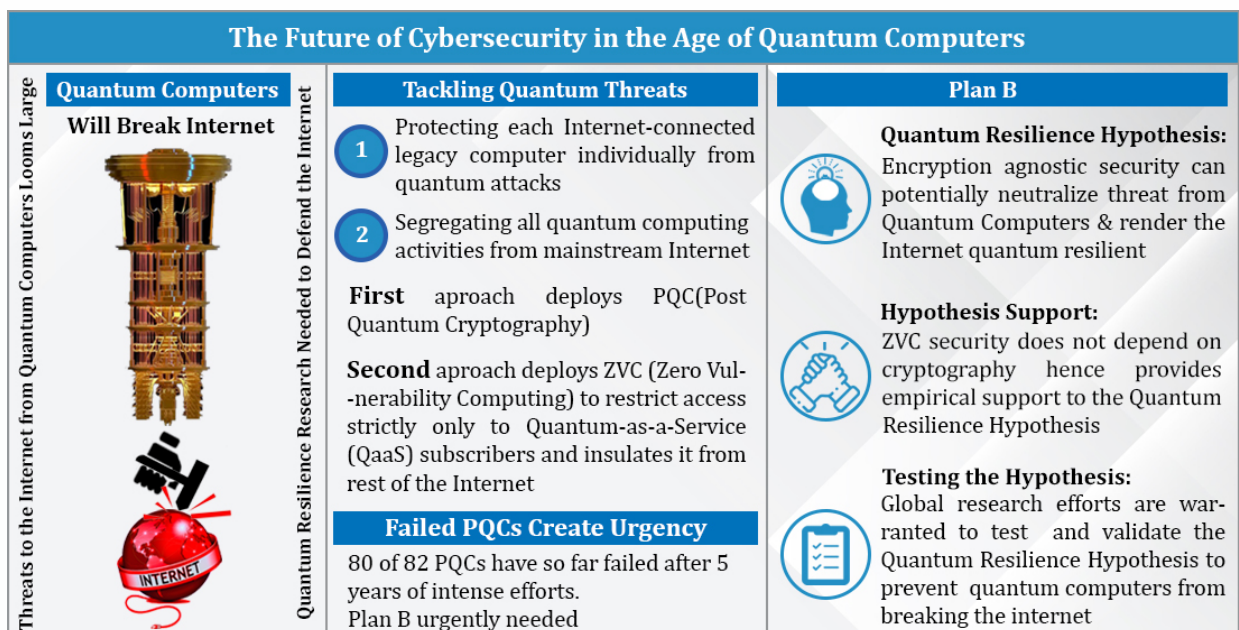 The Future of Cybersecurity in the Age of Quantum Computers
Threats to the Internet from Quantum Computers Looms Large
Quantum Computers
Will Break Internet
INTERNET
Quantum Resilience Research Needed to Defend the Internet
Tackling Quantum Threats
1
Protecting each Internet-connected
legacy computer individually from
quantum attacks
2
Segregating all quantum computing
activities from mainstream Internet
First aproach deploys PQC(Post
Quantum Cryptography)
Second aproach deploys ZVC (Zero Vul-
-nerability Computing) to restrict access
strictly only to Quantum-as-a-Service
(QaaS) subscribers and insulates it from
rest of the Internet
Failed PQCs Create Urgency
80 of 82 PQCs have so far failed after 5
years of intense efforts.
Plan B urgently needed
Plan B
Quantum Resilience Hypothesis:
Encryption agnostic security can
potentially neutralize threat from
Quantum Computers & render the
Internet quantum resilient
Hypothesis Support:
ZVC security does not depend on
cryptography hence provides
empirical support to the Quantum
Resilience Hypothesis
Testing the Hypothesis:
Global research efforts are war-
ranted to test and validate the
Quantum Resilience Hypothesis to
prevent quantum computers from
breaking the internet